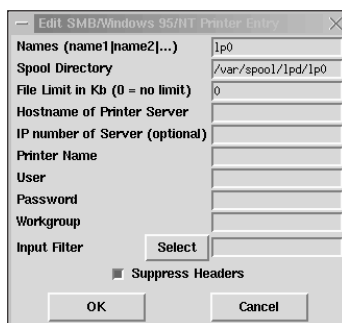 Edit SMB/Windows 95/NT Printer Entry
Names (name1|name2|...) lp0
Spool Directory /var/spool/lpd/lp0
File Limit in Kb (0 = no limit) 0
Hostname of Printer Server
IP number of Server (optional)
Printer Name
User
Password
Workgroup
Input Filter Select
Suppress Headers
OK Cancel